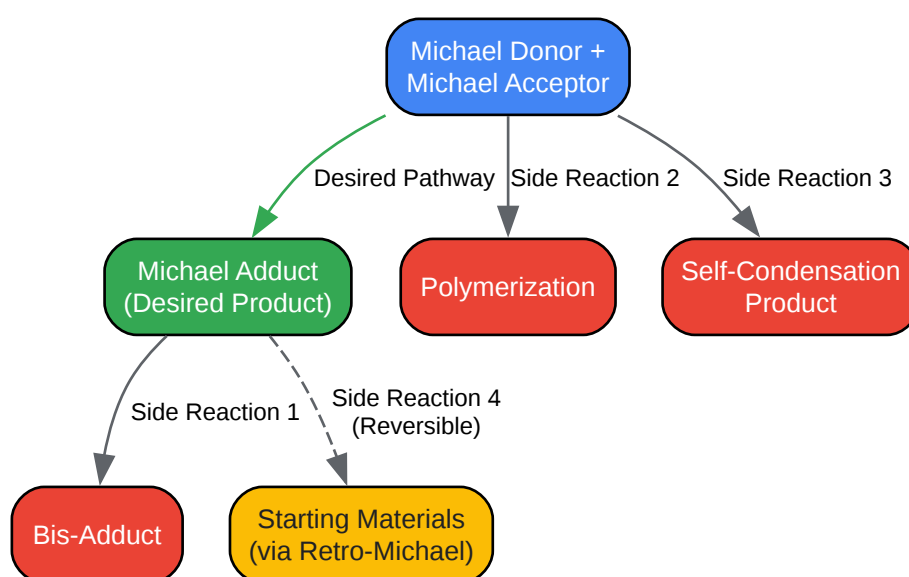 Michael Donor +
Michael Acceptor
Desired Pathway
Side Reaction 2
Side Reaction 3
Michael Adduct
(Desired Product)
Polymerization
Self-Condensation
Product
Side Reaction 1
Side Reaction 4
(Reversible)
Bis-Adduct
Starting Materials
(via Retro-Michael)